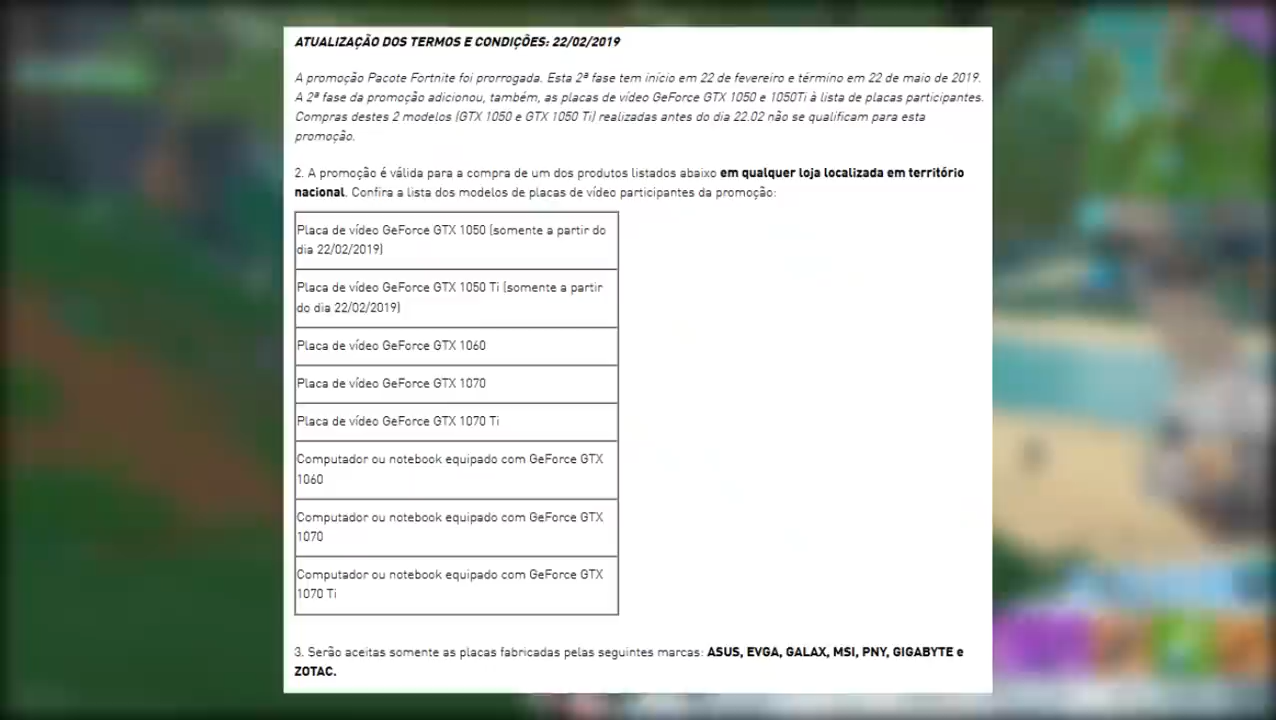 ATUALIZAÇÃO DOS TERMOS E CONDIÇÕES: 22/02/2019
A promoção Pacote Fortnite foi prorrogada. Esta 2ª fase tem início em 22 de fevereiro e término em 22 de maio de 2019.
A 2ª fase da promoção adicionou, também, as placas de vídeo GeForce GTX 1050 e 1050Ti à lista de placas participantes.
Compras destes 2 modelos (GTX 1050 e GTX 1050 Ti) realizadas antes do dia 22.02 não se qualificam para esta
promoção.
2. A promoção é válida para a compra de um dos produtos listados abaixo em qualquer loja localizada em território
nacional. Confira a lista dos modelos de placas de vídeo participantes da promoção:
Placa de vídeo GeForce GTX 1050 (somente a partir do
dia 22/02/2019)
Placa de vídeo GeForce GTX 1050 Ti (somente a partir
do dia 22/02/2019)
Placa de vídeo GeForce GTX 1060
Placa de vídeo GeForce GTX 1070
Placa de vídeo GeForce GTX 1070 Ti
Computador ou notebook equipado com GeForce GTX
1060
Computador ou notebook equipado com GeForce GTX
1070
Computador ou notebook equipado com GeForce GTX
1070 Ti
3. Serão aceitas somente as placas fabricadas pelas seguintes marcas: ASUS, EVGA, GALAX, MSI, PNY, GIGABYTE e
ZOTAC.